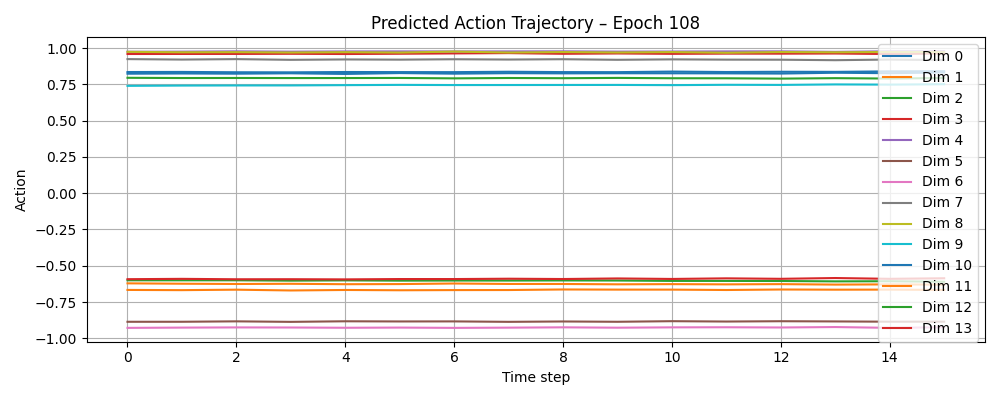 Predicted Action Trajectory – Epoch 108
1.00
0.75
0.50
0.25
0.00
−0.25
−0.50
−0.75
−1.00
Action
0 2 4 6 8 10 12 14
Time step
Dim 0
Dim 1
Dim 2
Dim 3
Dim 4
Dim 5
Dim 6
Dim 7
Dim 8
Dim 9
Dim 10
Dim 11
Dim 12
Dim 13